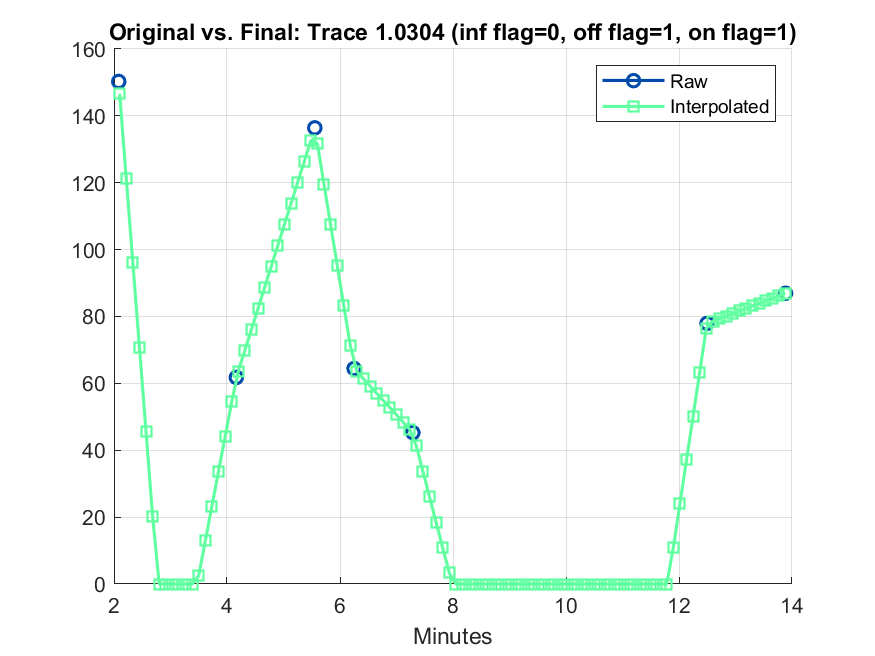 Original vs. Final: Trace 1.0304 (inf flag=0, off flag=1, on flag=1)
160
140
120
100
80
60
40
20
0
Raw
Interpolated
2 4 6 8 10 12 14
Minutes